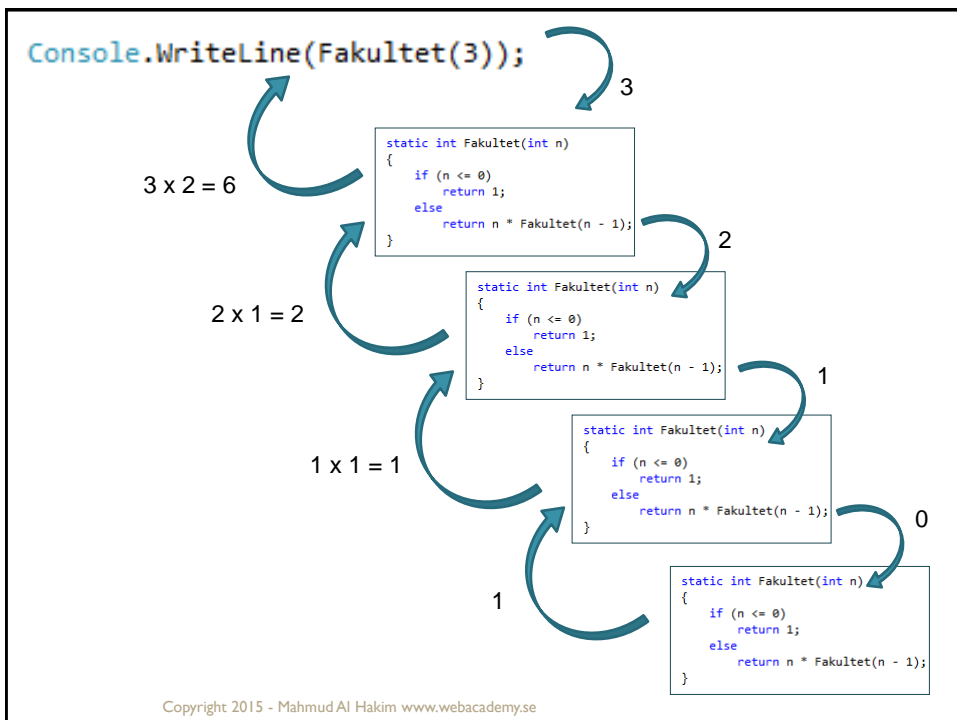 Console.WriteLine(Fakultet(3));
3
static int Fakultet(int n)
{
if (n <= 0)
return 1;
else
return n * Fakultet(n - 1);
}
3 x 2 = 6
2
static int Fakultet(int n)
{
if (n <= 0)
return 1;
else
return n * Fakultet(n - 1);
}
2 x 1 = 2
1
static int Fakultet(int n)
{
if (n <= 0)
return 1;
else
return n * Fakultet(n - 1);
}
1 x 1 = 1
0
static int Fakultet(int n)
{
if (n <= 0)
return 1;
else
return n * Fakultet(n - 1);
}
1
Copyright 2015 - Mahmud Al Hakim www.webacademy.se